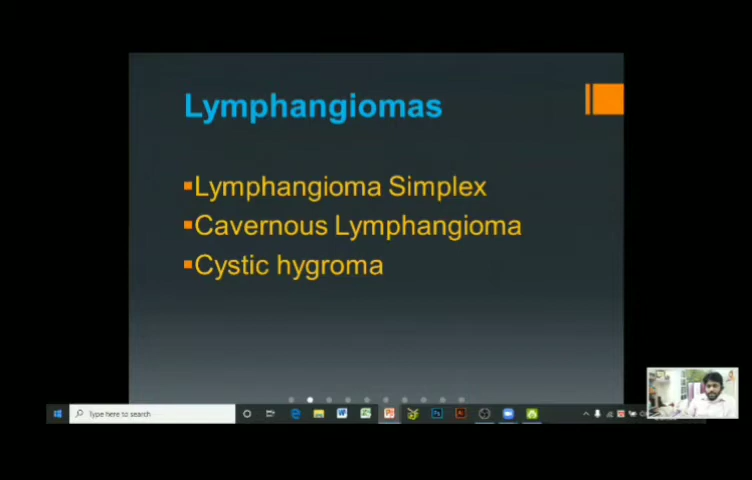 Lymphangiomas
Lymphangioma Simplex
Cavernous Lymphangioma
Cystic hygroma
Type here to search